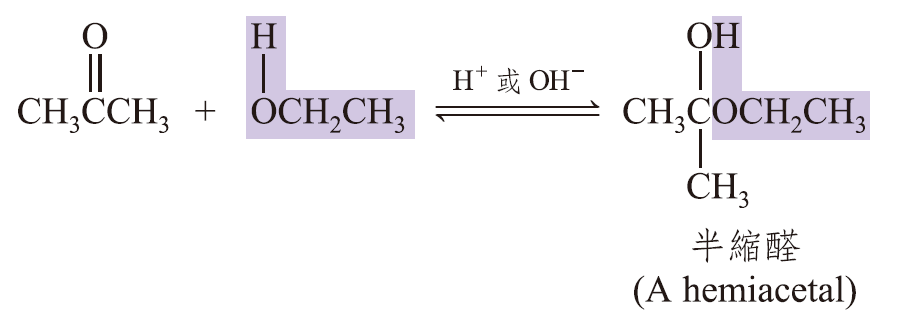 O H OH
H⁺ 或 OH⁻
CH₃CCH₃ + OCH₂CH₃ CH₃COCH₂CH₃
CH₃
半縮醛
(A hemiacetal)